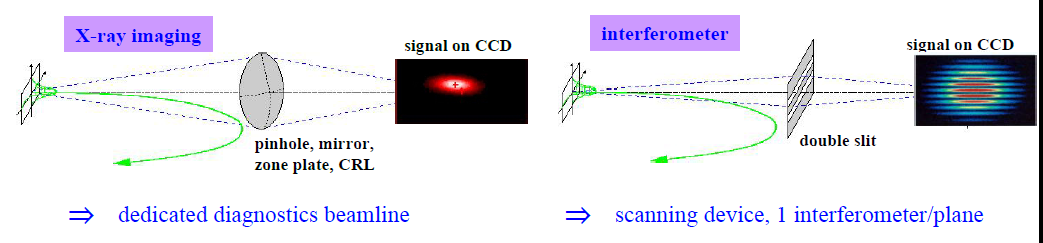 X-ray imaging
signal on CCD
pinhole, mirror,
zone plate, CRL
⇒ dedicated diagnostics beamline
interferometer
signal on CCD
double slit
⇒ scanning device, 1 interferometer/plane